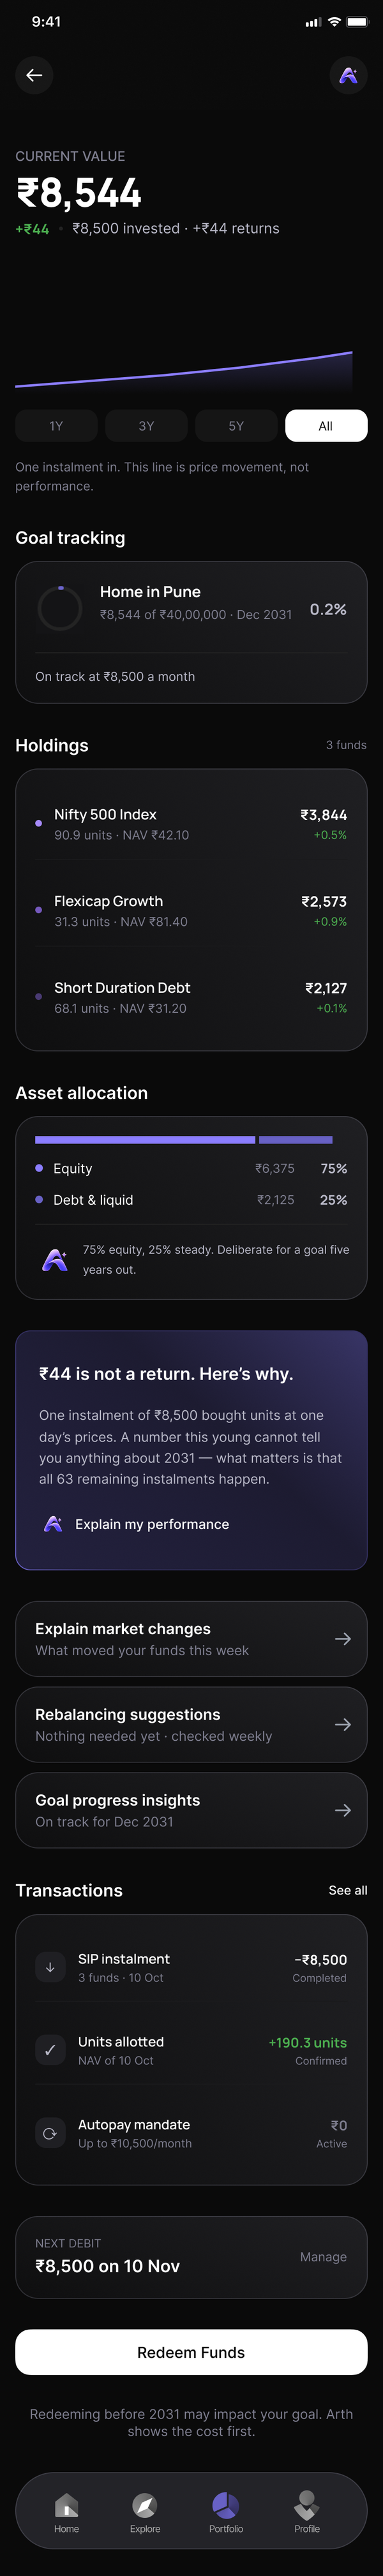 9:41
CURRENT VALUE
₹8,544
+₹44 • ₹8,500 invested · +₹44 returns
1Y 3Y 5Y All
One instalment in. This line is price movement, not
performance.
Goal tracking
Home in Pune
₹8,544 of ₹40,00,000 · Dec 2031
0.2%
On track at ₹8,500 a month
Holdings
3 funds
Nifty 500 Index
₹3,844
90.9 units · NAV ₹42.10
+0.5%
Flexicap Growth
₹2,573
31.3 units · NAV ₹81.40
+0.9%
Short Duration Debt
₹2,127
68.1 units · NAV ₹31.20
+0.1%
Asset allocation
Equity ₹6,375 75%
Debt & liquid ₹2,125 25%
75% equity, 25% steady. Deliberate for a goal five
years out.
₹44 is not a return. Here’s why.
One instalment of ₹8,500 bought units at one
day’s prices. A number this young cannot tell
you anything about 2031 — what matters is that
all 63 remaining instalments happen.
Explain my performance
Explain market changes
What moved your funds this week
Rebalancing suggestions
Nothing needed yet · checked weekly
Goal progress insights
On track for Dec 2031
Transactions
See all
SIP instalment
−₹8,500
3 funds · 10 Oct
Completed
Units allotted
+190.3 units
NAV of 10 Oct
Confirmed
Autopay mandate
₹0
Up to ₹10,500/month
Active
NEXT DEBIT
₹8,500 on 10 Nov
Manage
Redeem Funds
Redeeming before 2031 may impact your goal. Arth
shows the cost first.
Home Explore Portfolio Profile